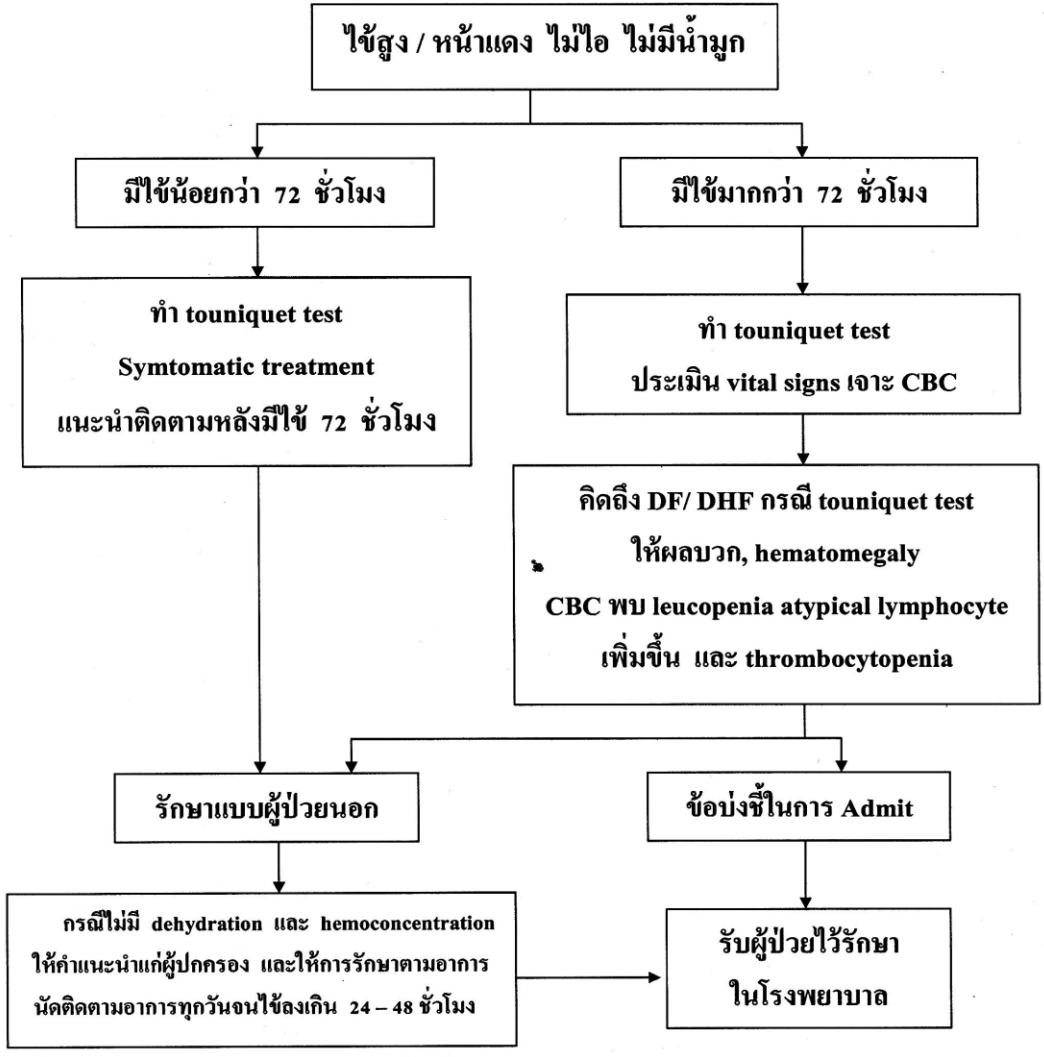 ไข้สูง / หน้าแดง ไม่ไอ ไม่มีน้ำมูก
มีไข้น้อยกว่า 72 ชั่วโมง
มีไข้มากกว่า 72 ชั่วโมง
ทำ touniquet test
Symtomatic treatment
แนะนำติดตามหลังมีไข้ 72 ชั่วโมง
ทำ touniquet test
ประเมิน vital signs เจาะ CBC
คิดถึง DF/ DHF กรณี touniquet test
ให้ผลบวก, hematomegaly
CBC พบ leucopenia atypical lymphocyte
เพิ่มขึ้น และ thrombocytopenia
รักษาแบบผู้ป่วยนอก
ข้อบ่งชี้ในการ Admit
กรณีไม่มี dehydration และ hemoconcentration
ให้คำแนะนำแก่ผู้ปกครอง และให้การรักษาตามอาการ
นัดติดตามอาการทุกวันจนไข้ลงเกิน 24 – 48 ชั่วโมง
รับผู้ป่วยไว้รักษา
ในโรงพยาบาล